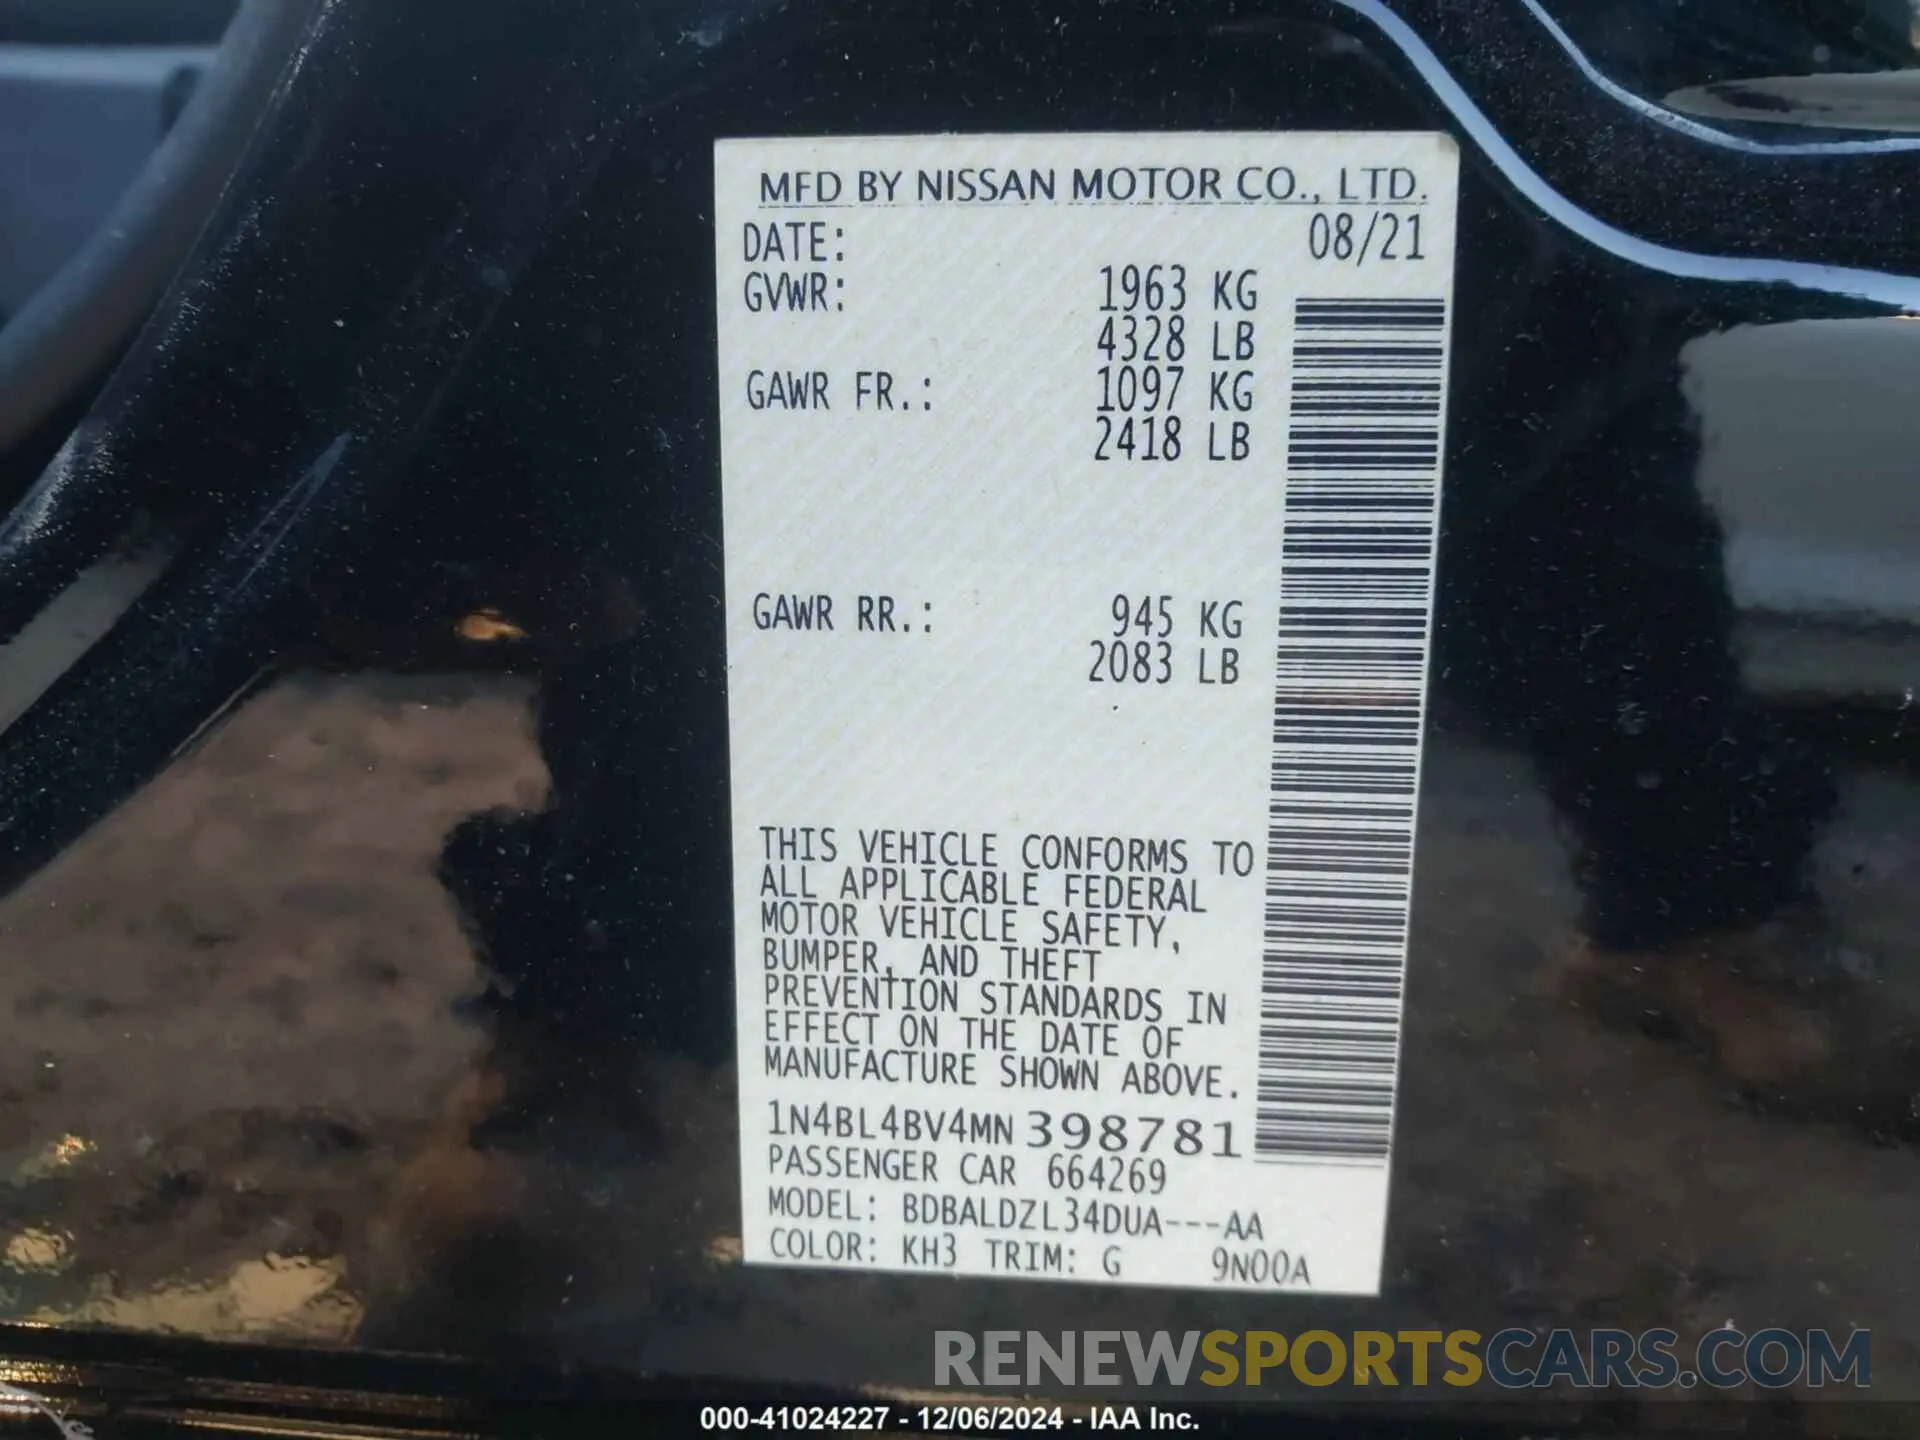 MFD BY NISSAN MOTOR CO., LTD.
DATE: 08/21
GVWR: 1963 KG
4328 LB
GAWR FR.: 1097 KG
2418 LB
GAWR RR.: 945 KG
2083 LB
THIS VEHICLE CONFORMS TO
ALL APPLICABLE FEDERAL
MOTOR VEHICLE SAFETY,
BUMPER, AND THEFT
PREVENTION STANDARDS IN
EFFECT ON THE DATE OF
MANUFACTURE SHOWN ABOVE.
1N4BL4BV4MN398781
PASSENGER CAR 664269
MODEL: BDBALDZL34DUA---AA
COLOR: KH3 TRIM: G 9N00A
RENEWSPORTSCARS.COM
000-41024227 - 12/06/2024 - IAA Inc.